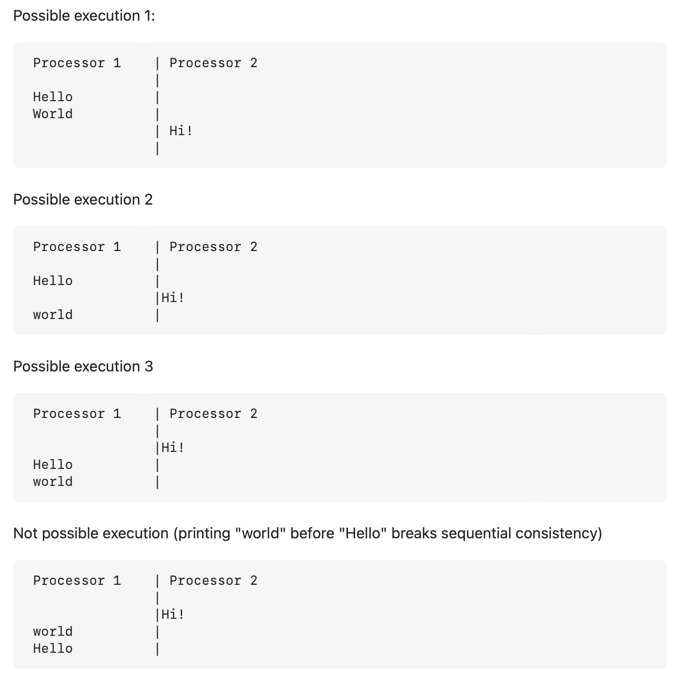 Possible execution 1:
Processor 1    | Processor 2
               |
Hello          |
World          |
               | Hi!
               |
Possible execution 2
Processor 1    | Processor 2
               |
Hello          |
               |Hi!
world          |
Possible execution 3
Processor 1    | Processor 2
               |
               |Hi!
Hello          |
world          |
Not possible execution (printing "world" before "Hello" breaks sequential consistency)
Processor 1    | Processor 2
               |
               |Hi!
world          |
Hello          |